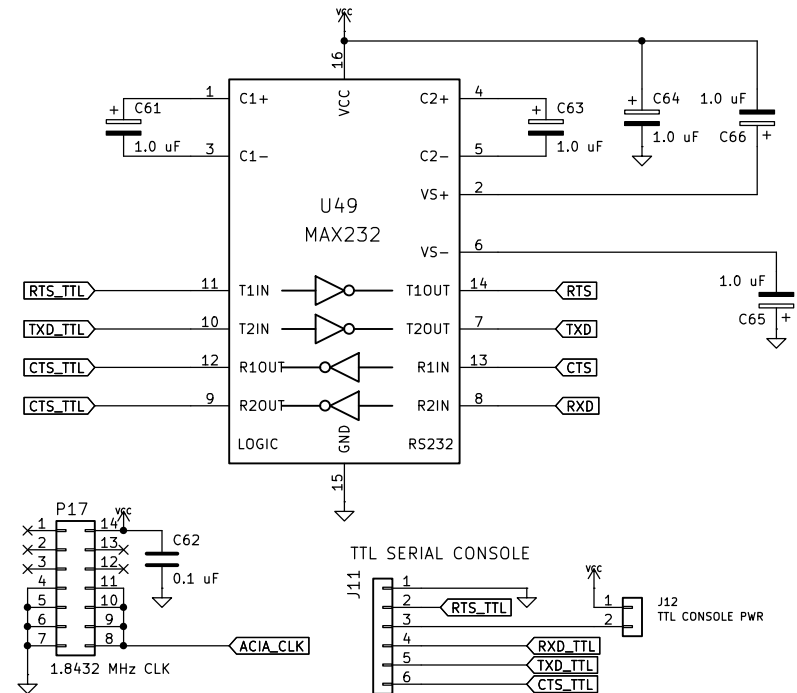 VCC
16
1 C1+ VCC C2+ 4
+ C61 + C63 + C64 1.0 uF
1.0 uF 1.0 uF 1.0 uF C66 +
3 C1- C2- 5
VS+ 2
U49
MAX232
VS- 6
1.0 uF
C65 +
RTS_TTL 11 T1IN T1OUT 14 RTS
TXD_TTL 10 T2IN T2OUT 7 TXD
CTS_TTL 12 R1OUT R1IN 13 CTS
CTS_TTL 9 R2OUT R2IN 8 RXD
LOGIC GND RS232
15
P17
VCC
1 14
2 13
3 12
4 11
5 10
6 9
7 8
C62
0.1 uF
ACIA_CLK
1.8432 MHz CLK
TTL SERIAL CONSOLE
J11
1
2 RTS_TTL
3
4 RXD_TTL
5 TXD_TTL
6 CTS_TTL
VCC
1
2
J12
TTL CONSOLE PWR